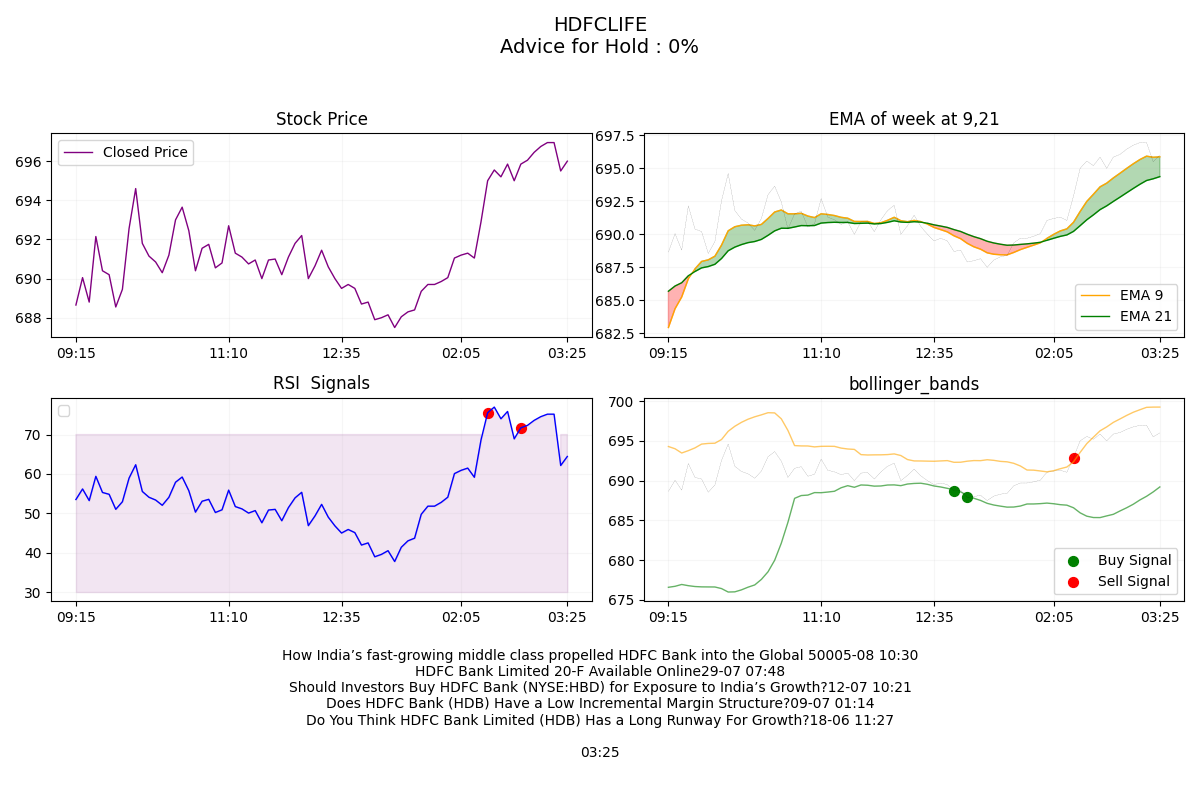 HDFCLIFE
Advice for Hold : 0%
Stock Price
Closed Price
696
694
692
690
688
09:15
11:10
12:35
02:05
03:25
EMA of week at 9,21
697.5
695.0
692.5
690.0
687.5
685.0
682.5
EMA 9
EMA 21
09:15
11:10
12:35
02:05
03:25
RSI  Signals
70
60
50
40
30
09:15
11:10
12:35
02:05
03:25
bollinger_bands
700
695
690
685
680
675
Buy Signal
Sell Signal
09:15
11:10
12:35
02:05
03:25
How India’s fast-growing middle class propelled HDFC Bank into the Global 50005-08 10:30
HDFC Bank Limited 20-F Available Online29-07 07:48
Should Investors Buy HDFC Bank (NYSE:HBD) for Exposure to India’s Growth?12-07 10:21
Does HDFC Bank (HDB) Have a Low Incremental Margin Structure?09-07 01:14
Do You Think HDFC Bank Limited (HDB) Has a Long Runway For Growth?18-06 11:27
03:25